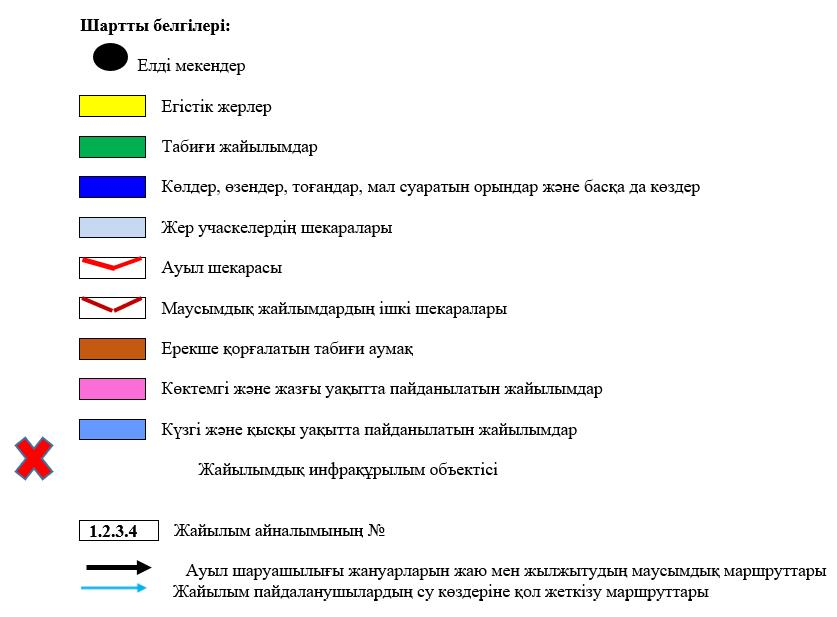 Шартты белгілері:
Елді мекендер
Егістік жерлер
Табиғи жайылымдар
Көлдер, өзендер, тоғандар, мал суаратын орындар және басқа да көздер
Жер учаскелердің шекаралары
Ауыл шекарасы
Маусымдық жайлымдардың ішкі шекаралары
Ерекше қорғалатын табиғи аумақ
Көктемгі және жазғы уақытта пайданылатын жайылымдар
Күзгі және қысқы уақытта пайданылатын жайылымдар
Жайылымдық инфрақұрылым объектісі
1.2.3.4 Жайылым айналымының №
Ауыл шаруашылығы жануарларын жаю мен жылжытудың маусымдық маршруттары
Жайылым пайдаланушылардың су көздеріне қол жеткізу маршруттары